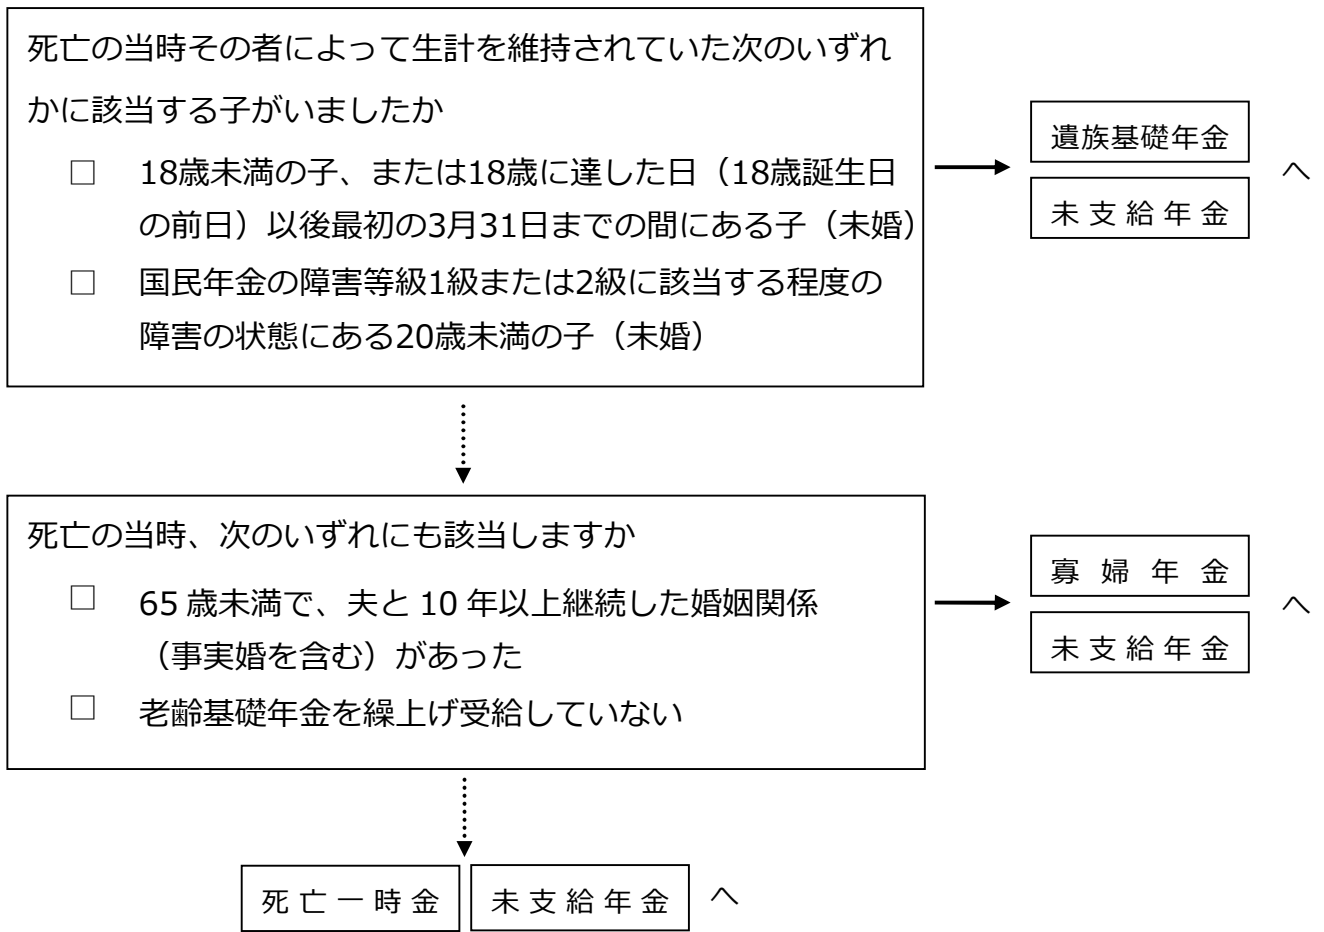 死亡の当時その者によって生計を維持されていた次のいずれ
かに該当する子がいましたか
□ 18歳未満の子、または18歳に達した日（18歳誕生日
の前日）以後最初の3月31日までの間にある子（未婚）
□ 国民年金の障害等級1級または2級に該当する程度の
障害の状態にある20歳未満の子（未婚）
遺族基礎年金
未支給年金
へ
死亡の当時、次のいずれにも該当しますか
□ 65歳未満で、夫と10年以上継続した婚姻関係
（事実婚を含む）があった
□ 老齢基礎年金を繰上げ受給していない
寡婦年金
未支給年金
へ
死亡一時金 未支給年金 へ